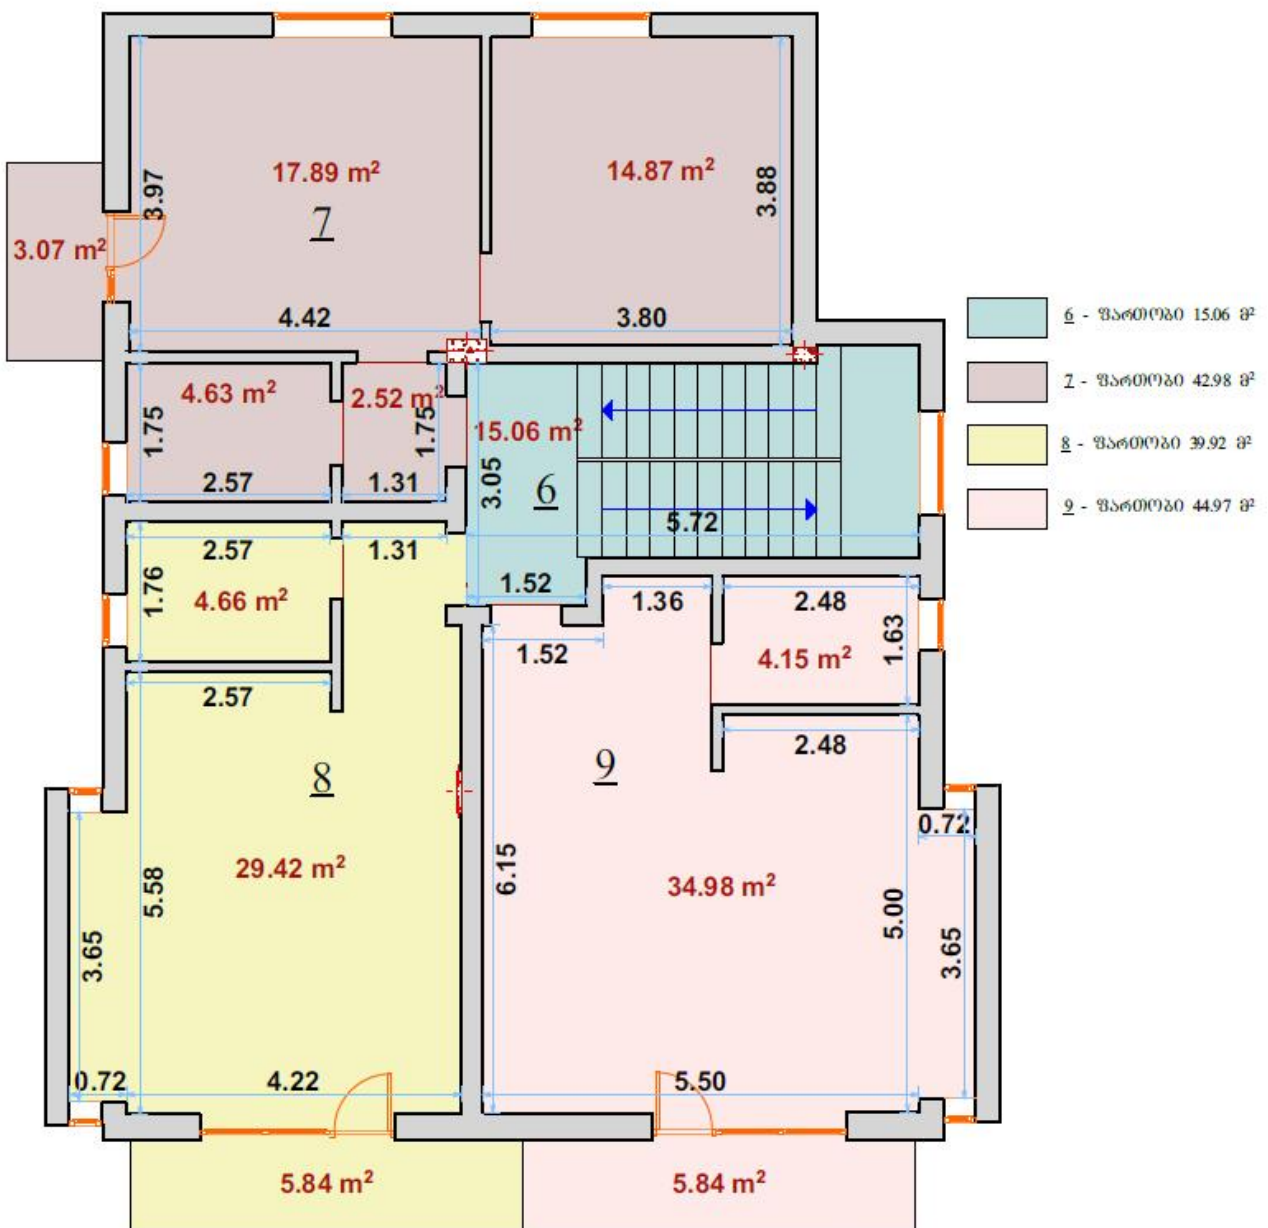 17.89 m²
14.87 m²
3.97
7
3.88
3.07 m²
4.42
3.80
6 - ფართობი 15.06 მ²
7 - ფართობი 42.98 მ²
8 - ფართობი 39.92 მ²
9 - ფართობი 44.97 მ²
4.63 m²
2.52 m²
1.75
1.75
15.06 m²
2.57
1.31
3.05
6
5.72
2.57
1.31
1.76
4.66 m²
1.52
1.36
2.48
1.63
1.52
4.15 m²
2.57
2.48
8
9
0.72
29.42 m²
5.58
6.15
34.98 m²
5.00
3.65
3.65
0.72
4.22
5.50
5.84 m²
5.84 m²